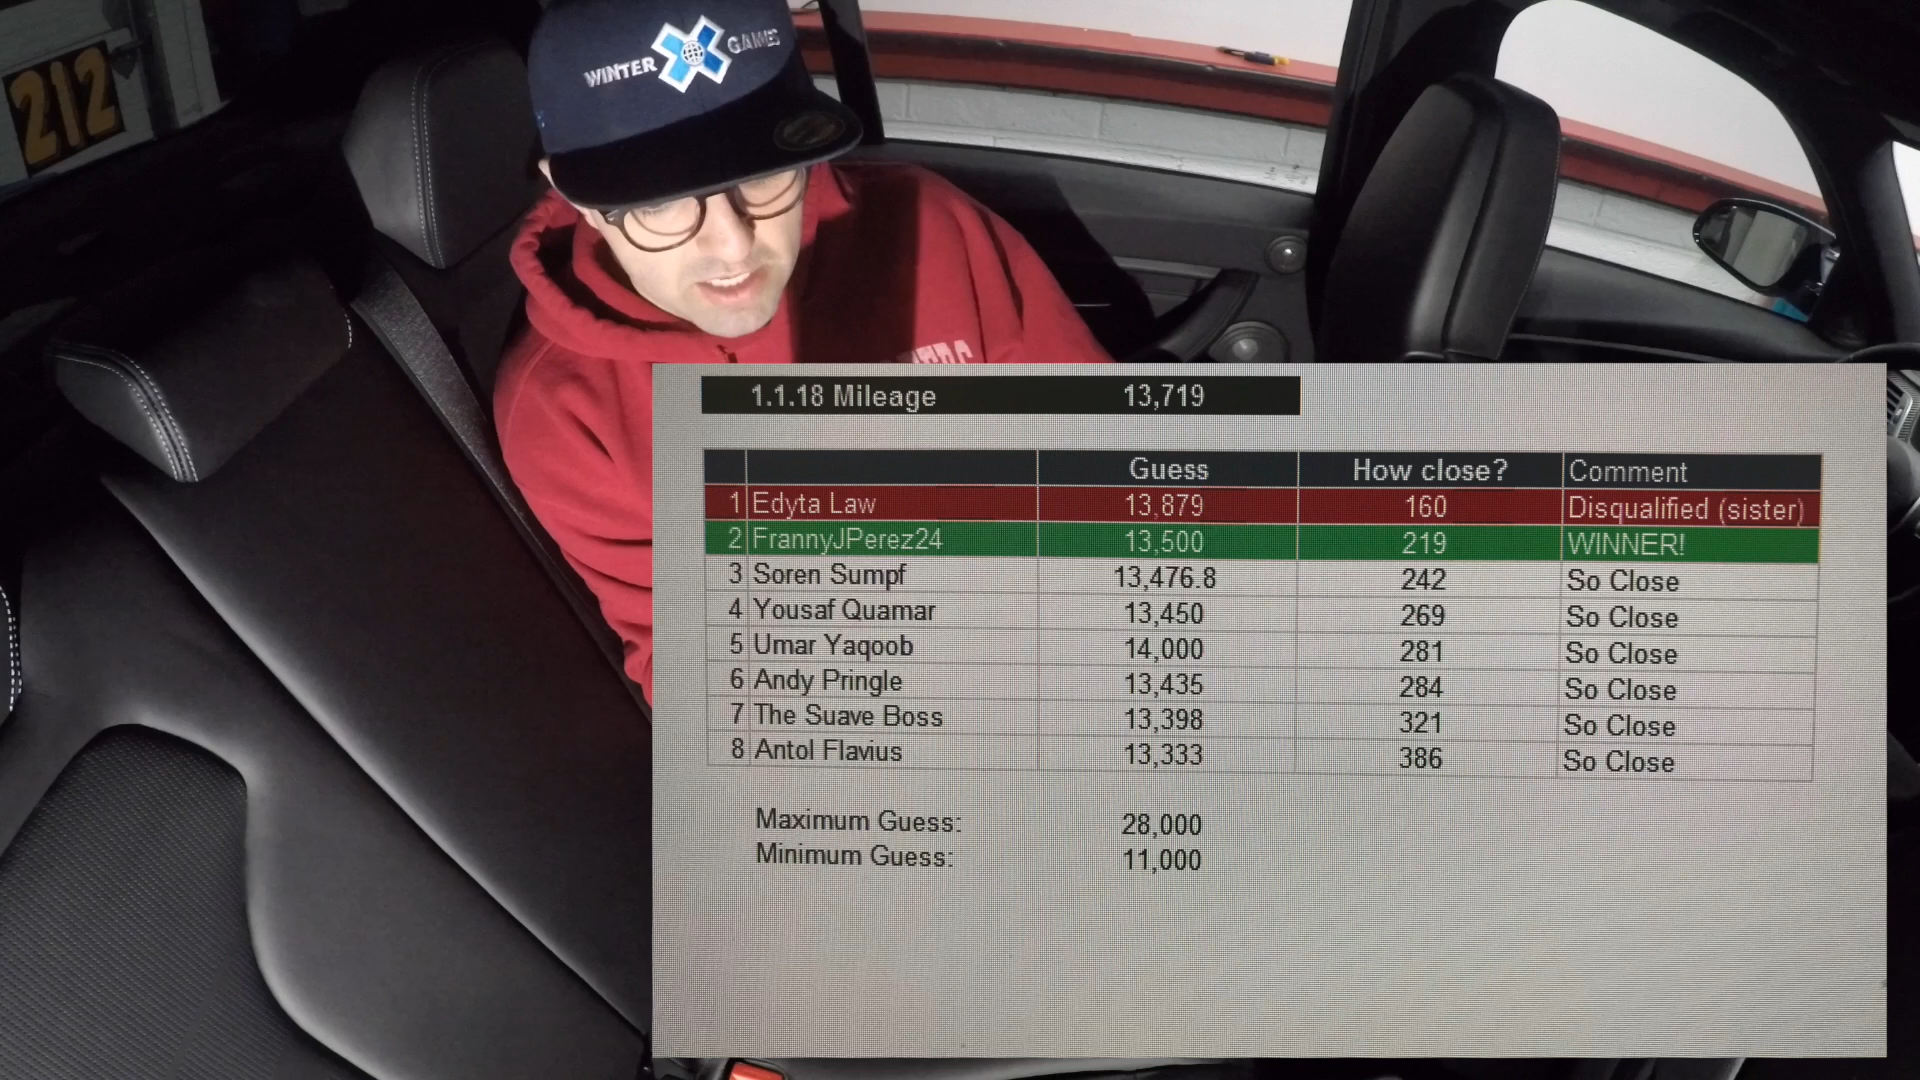 212
WINTER X GAMES
1.1.18 Mileage 13,719
Guess How close? Comment
1 Edyta Law 13,879 160 Disqualified (sister)
2 FrannyJPerez24 13,500 219 WINNER!
3 Soren Sumpf 13,476.8 242 So Close
4 Yousaf Quamar 13,450 269 So Close
5 Umar Yaqoob 14,000 281 So Close
6 Andy Pringle 13,435 284 So Close
7 The Suave Boss 13,398 321 So Close
8 Antol Flavius 13,333 386 So Close
Maximum Guess: 28,000
Minimum Guess: 11,000